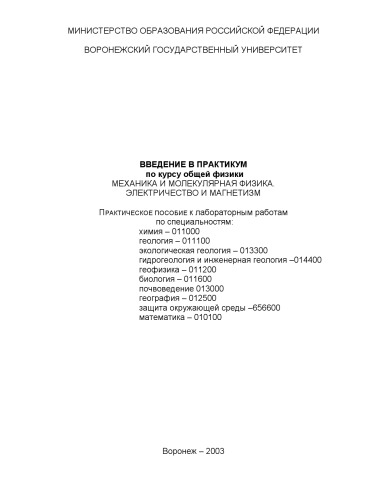 МИНИСТЕРСТВО ОБРАЗОВАНИЯ РОССИЙСКОЙ ФЕДЕРАЦИИ
ВОРОНЕЖСКИЙ ГОСУДАРСТВЕННЫЙ УНИВЕРСИТЕТ
ВВЕДЕНИЕ В ПРАКТИКУМ
по курсу общей физики
МЕХАНИКА И МОЛЕКУЛЯРНАЯ ФИЗИКА.
ЭЛЕКТРИЧЕСТВО И МАГНЕТИЗМ
ПРАКТИЧЕСКОЕ ПОСОБИЕ К лабораторным работам
по специальностям:
химия – 011000
геология – 011100
экологическая геология – 013300
гидрогеология и инженерная геология –014400
геофизика – 011200
биология – 011600
почвоведение 013000
география – 012500
защита окружающей среды –656600
математика – 010100
Воронеж – 2003